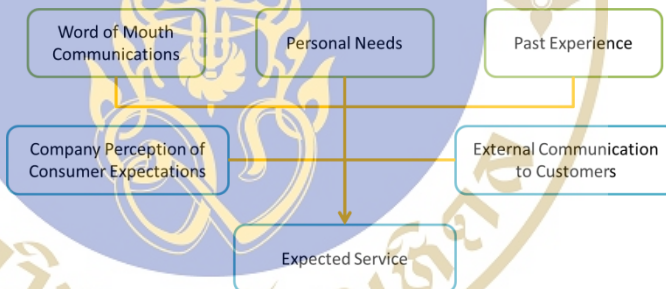 Word of Mouth
Communications
Personal Needs
Past Experience
Company Perception of
Consumer Expectations
External Communication
to Customers
Expected Service